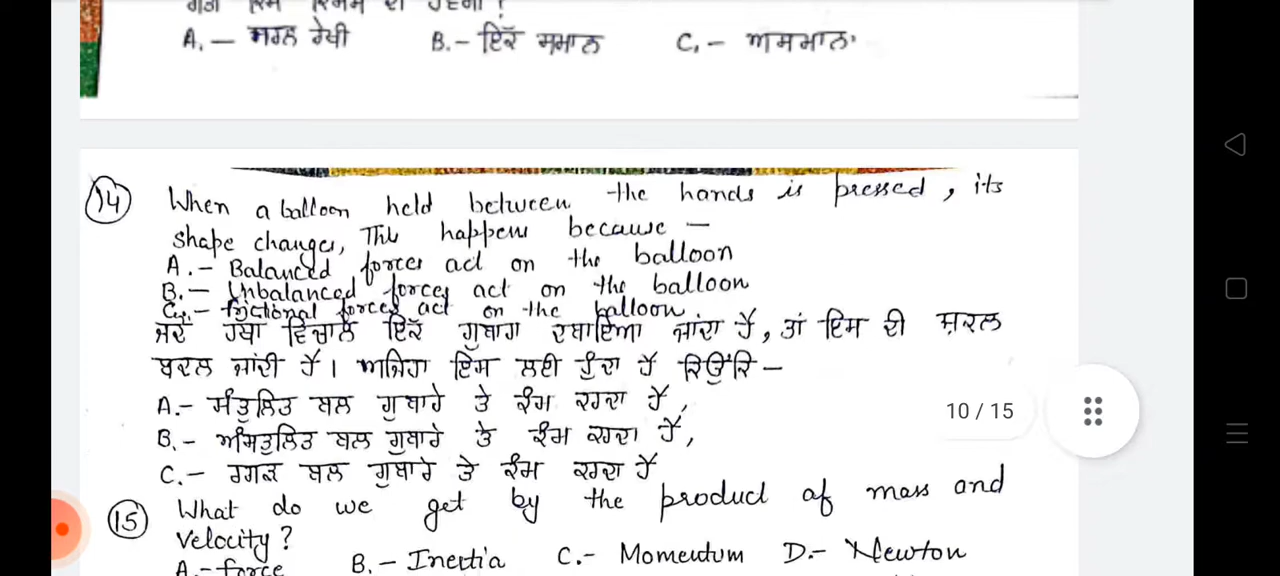 A.- ਸਰਲ ਰੇਖੀ B.- ਇੱਕ ਸਮਾਨ C.- ਅਸਮਾਨ
14 When a balloon held between the hands is pressed, its
shape changes, This happens because —
A.- Balanced forces act on the balloon
B.- Unbalanced forces act on the balloon
C.- frictional forces act on the balloon
ਜਦੋਂ ਹਥਾਂ ਵਿਚਾਲੇ ਇੱਕ ਗੁਬਾਰਾ ਦਬਾਇਆ ਜਾਂਦਾ ਹੈ, ਤਾਂ ਇਸ ਦੀ ਸ਼ਕਲ
ਬਦਲ ਜਾਂਦੀ ਹੈ। ਅਜਿਹਾ ਇਸ ਲਈ ਹੁੰਦਾ ਹੈ ਕਿਉਂਕਿ —
A.- ਸੰਤੁਲਿਤ ਬਲ ਗੁਬਾਰੇ ਤੇ ਕੰਮ ਕਰਦਾ ਹੈ,
B.- ਅਸੰਤੁਲਿਤ ਬਲ ਗੁਬਾਰੇ ਤੇ ਕੰਮ ਕਰਦਾ ਹੈ,
C.- ਰਗੜ ਬਲ ਗੁਬਾਰੇ ਤੇ ਕੰਮ ਕਰਦਾ ਹੈ
10 / 15
15 What do we get by the product of mass and
Velocity?
A.- force B.- Inertia C.- Momentum D.- Newton